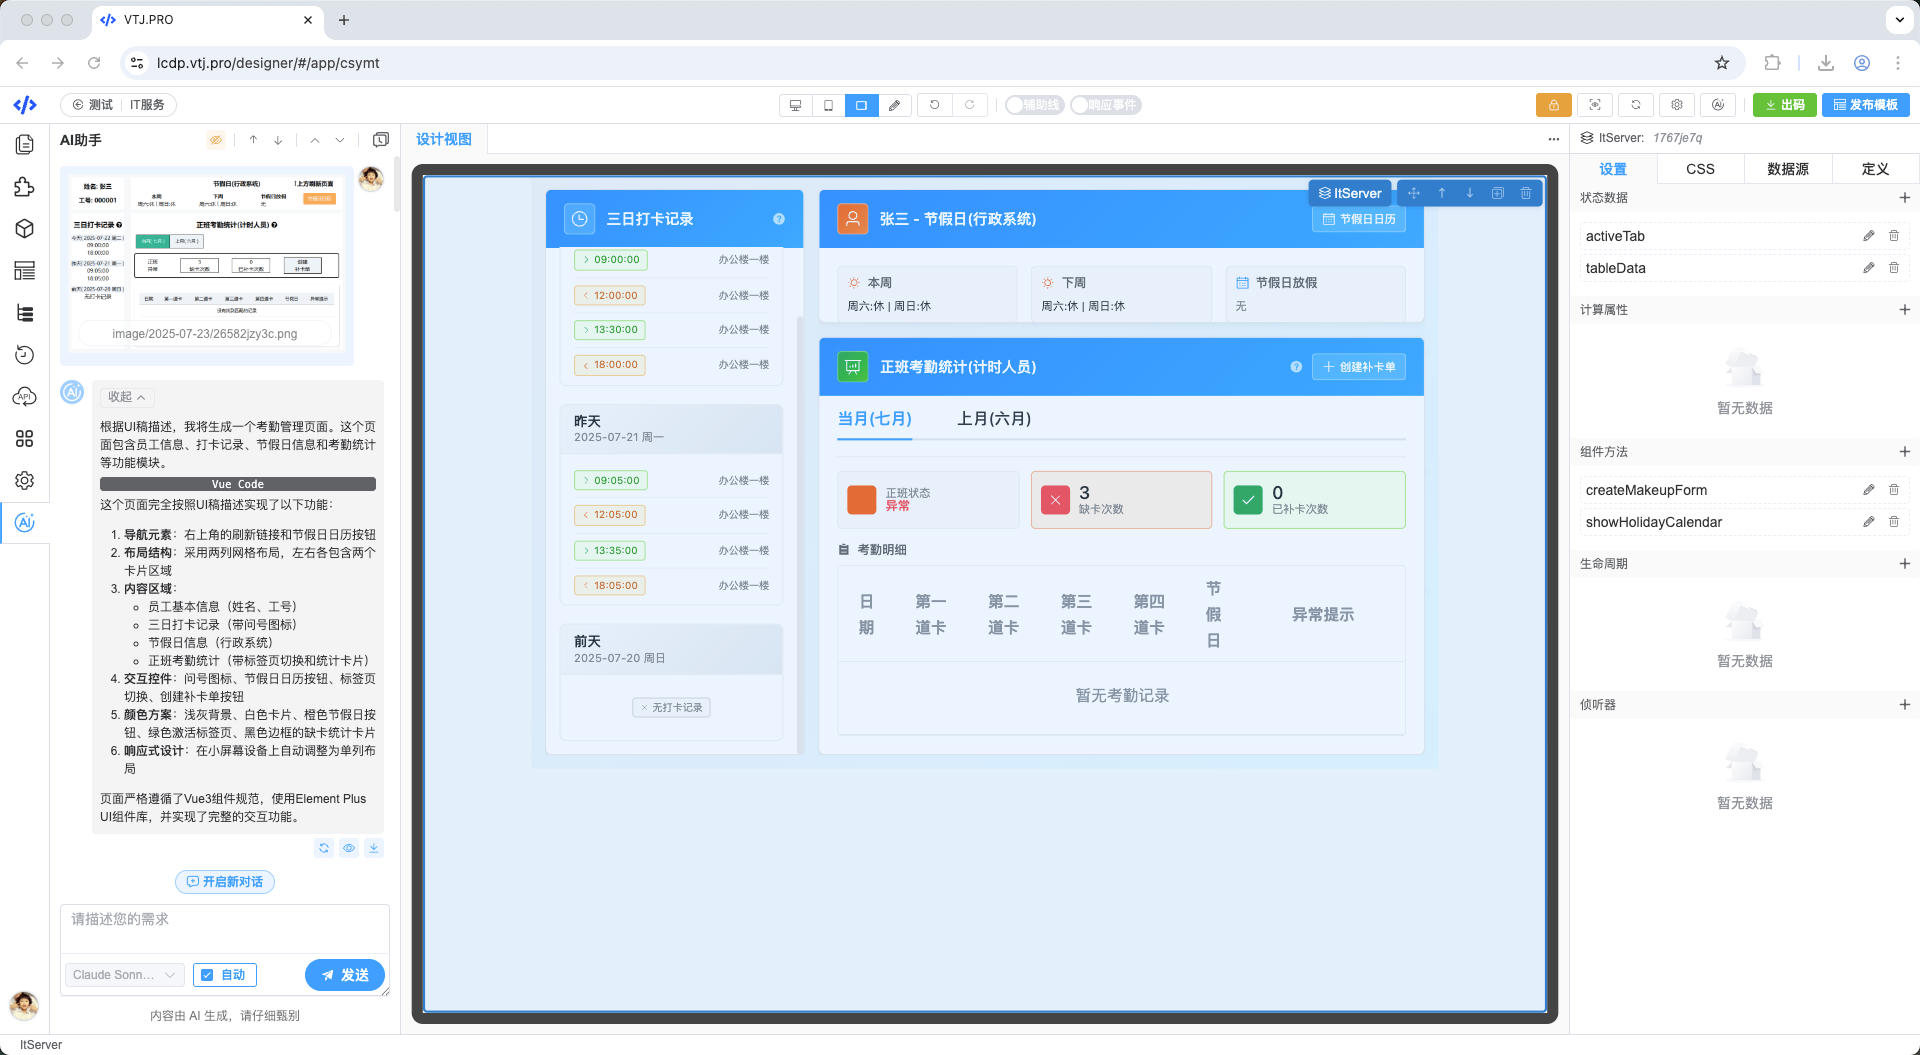 VTJ.PRO
lcdp.vtj.pro/designer/#/app/csymt
测试
IT服务
辅助线
响应事件
出码
发布模板
AI助手
姓名: 张三
工号: 000001
节假日(行政系统)
三日打卡记录
正班考勤统计(计时人员)
image/2025-07-23/26582jzy3c.png
收起
根据UI稿描述，我将生成一个考勤管理页面。这个页
面包含员工信息、打卡记录、节假日信息和考勤统计
等功能模块。
Vue Code
这个页面完全按照UI稿描述实现了以下功能：
1. 导航元素：右上角的刷新链接和节假日日历按钮
2. 布局结构：采用两列网格布局，左右各包含两个
卡片区域
3. 内容区域：
员工基本信息（姓名、工号）
三日打卡记录（带问号图标）
节假日信息（行政系统）
正班考勤统计（带标签页切换和统计卡片）
4. 交互控件：问号图标、节假日日历按钮、标签页
切换、创建补卡单按钮
5. 颜色方案：浅灰背景、白色卡片、橙色节假日按
钮、绿色激活标签页、黑色边框的缺卡统计卡片
6. 响应式设计：在小屏幕设备上自动调整为单列布
局
页面严格遵循了Vue3组件规范，使用Element Plus
UI组件库，并实现了完整的交互功能。
开启新对话
请描述您的需求
Claude Sonn...
自动
发送
内容由 AI 生成，请仔细甄别
ItServer
设计视图
ItServer
三日打卡记录
09:00:00 办公楼一楼
12:00:00 办公楼一楼
13:30:00 办公楼一楼
18:00:00 办公楼一楼
昨天
2025-07-21 周一
09:05:00 办公楼一楼
12:05:00 办公楼一楼
13:35:00 办公楼一楼
18:05:00 办公楼一楼
前天
2025-07-20 周日
无打卡记录
张三 - 节假日(行政系统)
节假日日历
本周
周六:休 | 周日:休
下周
周六:休 | 周日:休
节假日放假
无
正班考勤统计(计时人员)
创建补卡单
当月(七月)
上月(六月)
正班状态
异常
3
缺卡次数
0
已补卡次数
考勤明细
日期 第一道卡 第二道卡 第三道卡 第四道卡 节假日 异常提示
暂无考勤记录
ItServer: 1767je7q
设置
CSS
数据源
定义
状态数据
activeTab
tableData
计算属性
暂无数据
组件方法
createMakeupForm
showHolidayCalendar
生命周期
暂无数据
侦听器
暂无数据